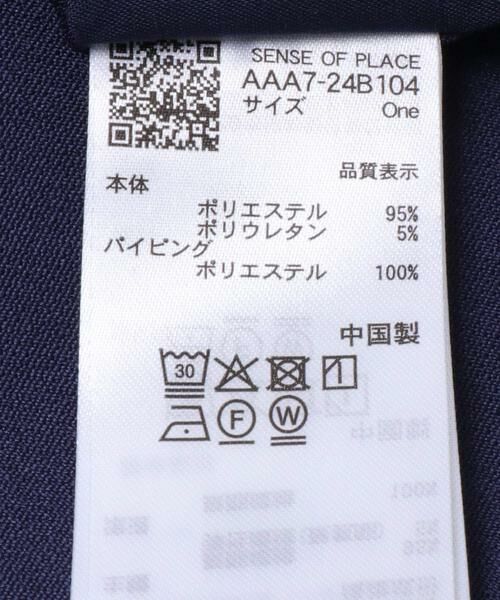 SENSE OF PLACE
AAA7-24B104
サイズ One
品質表示
本体
ポリエステル 95%
ポリウレタン 5%
パイピング
ポリエステル 100%
中国製
30
F W